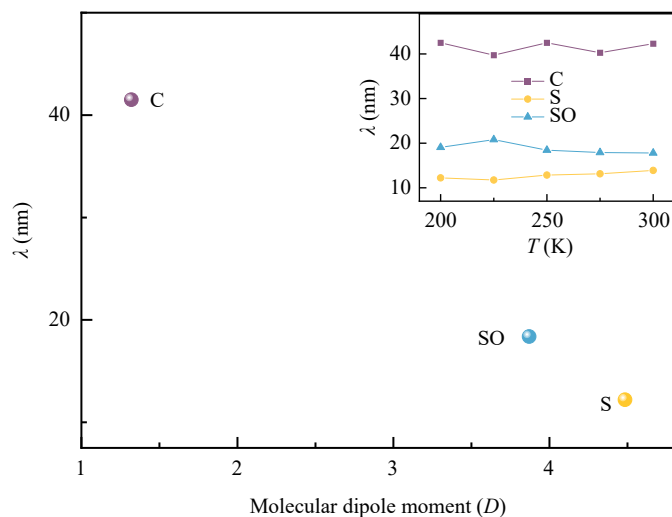 40
20
λ (nm)
1
2
3
4
Molecular dipole moment (D)
C
SO
S
40
30
20
10
λ (nm)
200
250
300
T (K)
C
S
SO